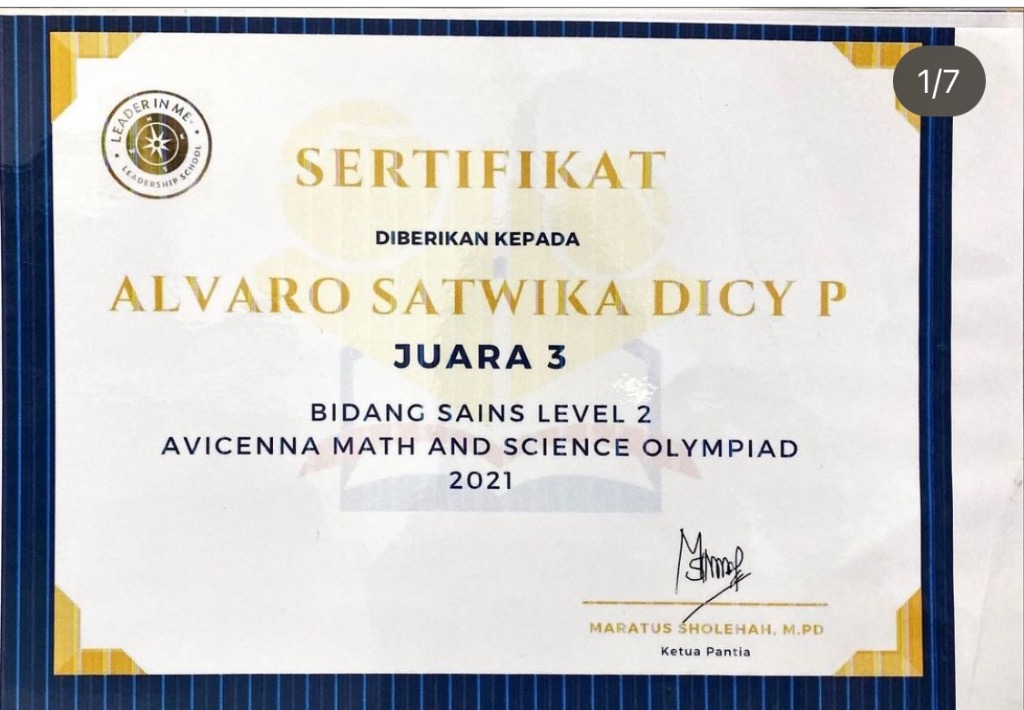 1/7
LEADER IN ME
LEADERSHIP SCHOOL
SERTIFIKAT
DIBERIKAN KEPADA
ALVARO SATWIKA DICY P
JUARA 3
BIDANG SAINS LEVEL 2
AVICENNA MATH AND SCIENCE OLYMPIAD
2021
MARATUS SHOLEHAH, M.PD
Ketua Pantia